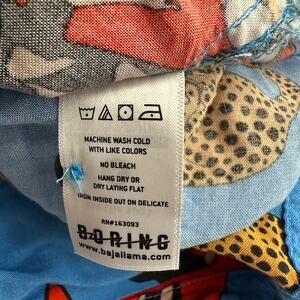 MACHINE WASH COLD
WITH LIKE COLORS
NO BLEACH
HANG DRY OR
DRY LAYING FLAT
IRON INSIDE OUT ON DELICATE
RN#163093
BORING
www.bajallama.com